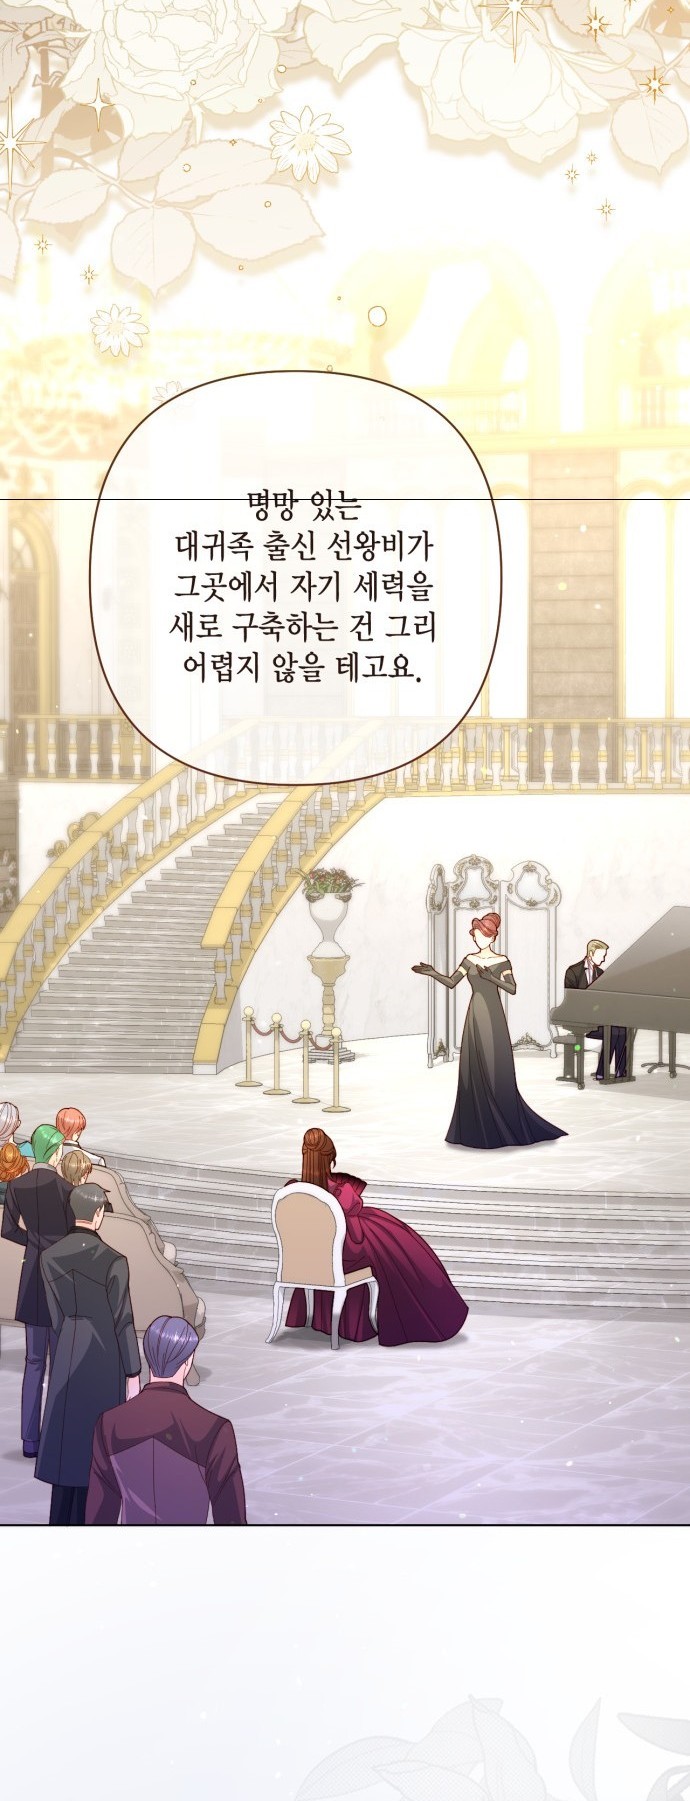 명망 있는
대귀족 출신 선왕비가
그곳에서 자기 세력을
새로 구축하는 건 그리
어렵지 않을 테고요.